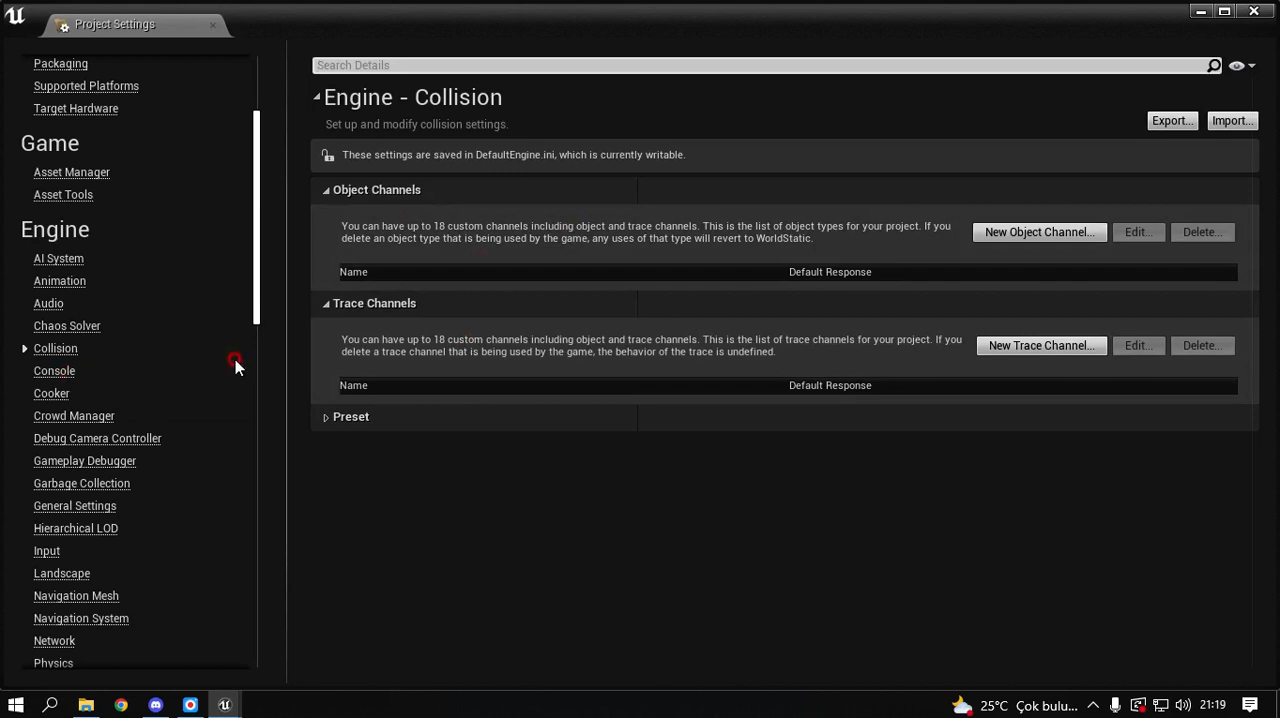 Project Settings
Packaging
Supported Platforms
Target Hardware
Game
Asset Manager
Asset Tools
Engine
AI System
Animation
Audio
Chaos Solver
Collision
Console
Cooker
Crowd Manager
Debug Camera Controller
Gameplay Debugger
Garbage Collection
General Settings
Hierarchical LOD
Input
Landscape
Navigation Mesh
Navigation System
Network
Physics
Search Details
Engine - Collision
Set up and modify collision settings.
Export... Import...
These settings are saved in DefaultEngine.ini, which is currently writable.
Object Channels
You can have up to 18 custom channels including object and trace channels. This is the list of object types for your project. If you
delete an object type that is being used by the game, any uses of that type will revert to WorldStatic.
New Object Channel... Edit... Delete...
Name Default Response
Trace Channels
You can have up to 18 custom channels including object and trace channels. This is the list of trace channels for your project. If you
delete a trace channel that is being used by the game, the behavior of the trace is undefined.
New Trace Channel... Edit... Delete...
Name Default Response
Preset
25°C Çok bulu... 21:19